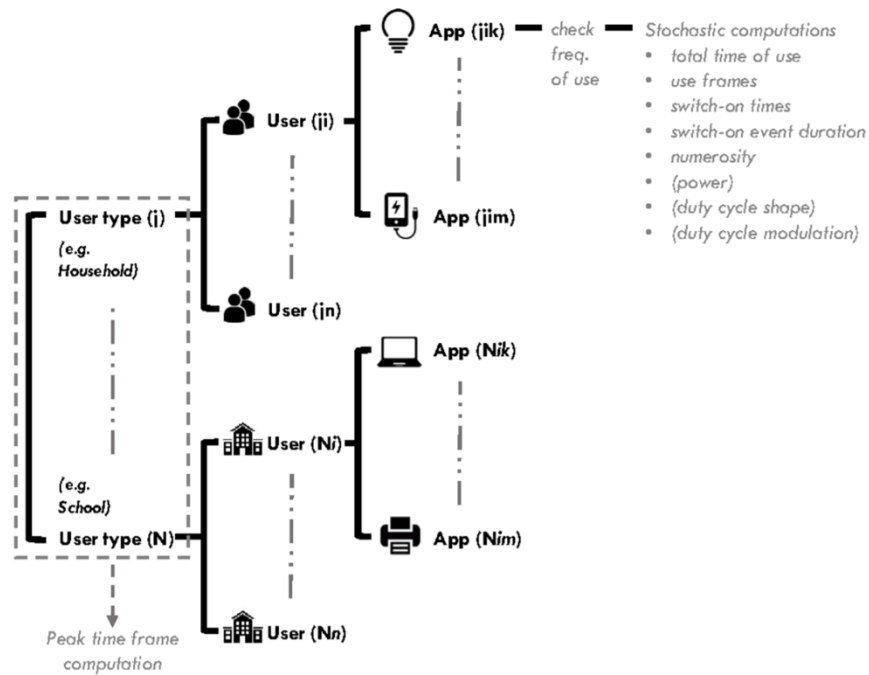 App (jik)
check
freq.
of use
Stochastic computations
• total time of use
• use frames
• switch-on times
• switch-on event duration
• numerosity
• (power)
• (duty cycle shape)
• (duty cycle modulation)
User (ji)
App (jim)
User type (j)
(e.g.
Household)
User (jn)
App (Nik)
User (Ni)
(e.g.
School)
User type (N)
App (Nim)
User (Nn)
Peak time frame
computation